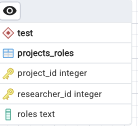 test
projects_roles
project_id integer
researcher_id integer
roles text